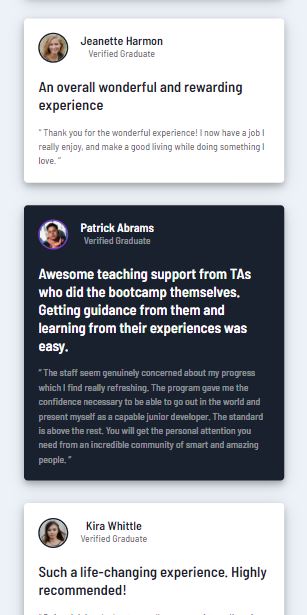 Jeanette Harmon
Verified Graduate
An overall wonderful and rewarding
experience
" Thank you for the wonderful experience! I now have a job I
really enjoy, and make a good living while doing something I
love. "
Patrick Abrams
Verified Graduate
Awesome teaching support from TAs
who did the bootcamp themselves.
Getting guidance from them and
learning from their experiences was
easy.
" The staff seem genuinely concerned about my progress
which I find really refreshing. The program gave me the
confidence necessary to be able to go out in the world and
present myself as a capable junior developer. The standard
is above the rest. You will get the personal attention you
need from an incredible community of smart and amazing
people. "
Kira Whittle
Verified Graduate
Such a life-changing experience. Highly
recommended!